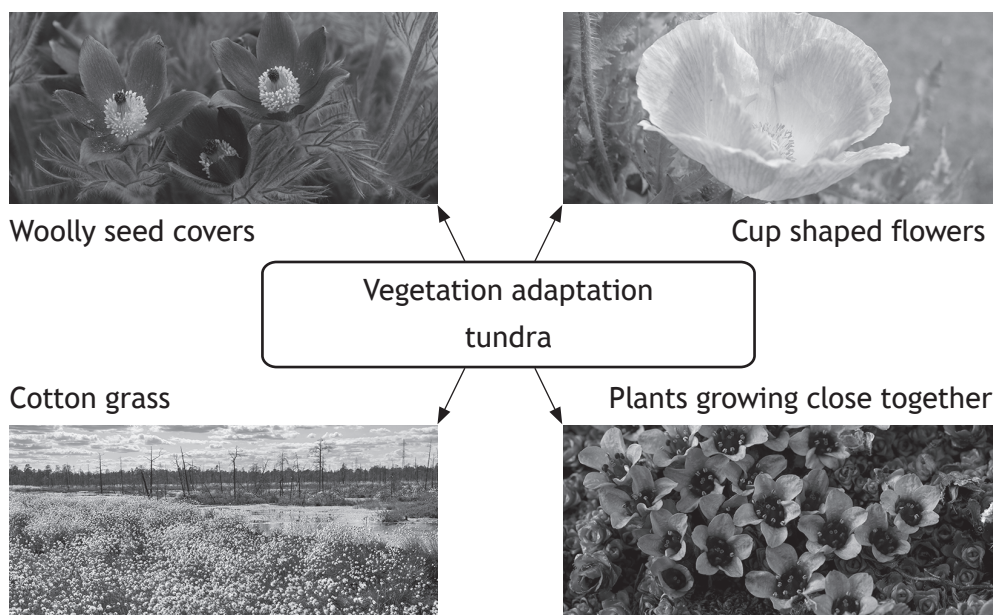 Woolly seed covers
Cup shaped flowers
Vegetation adaptation
tundra
Cotton grass
Plants growing close together